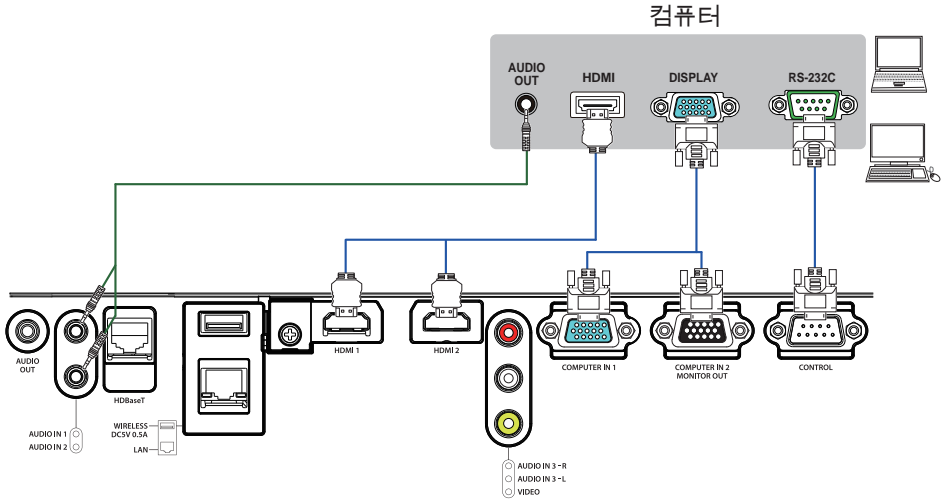 컴퓨터
AUDIO
OUT
HDMI
DISPLAY
RS-232C
AUDIO
OUT
HDBaseT
HDMI 1
HDMI 2
COMPUTER IN 1
COMPUTER IN 2
MONITOR OUT
CONTROL
AUDIO IN 1
AUDIO IN 2
WIRELESS
DC5V 0.5A
LAN
AUDIO IN 3 -R
AUDIO IN 3 -L
VIDEO